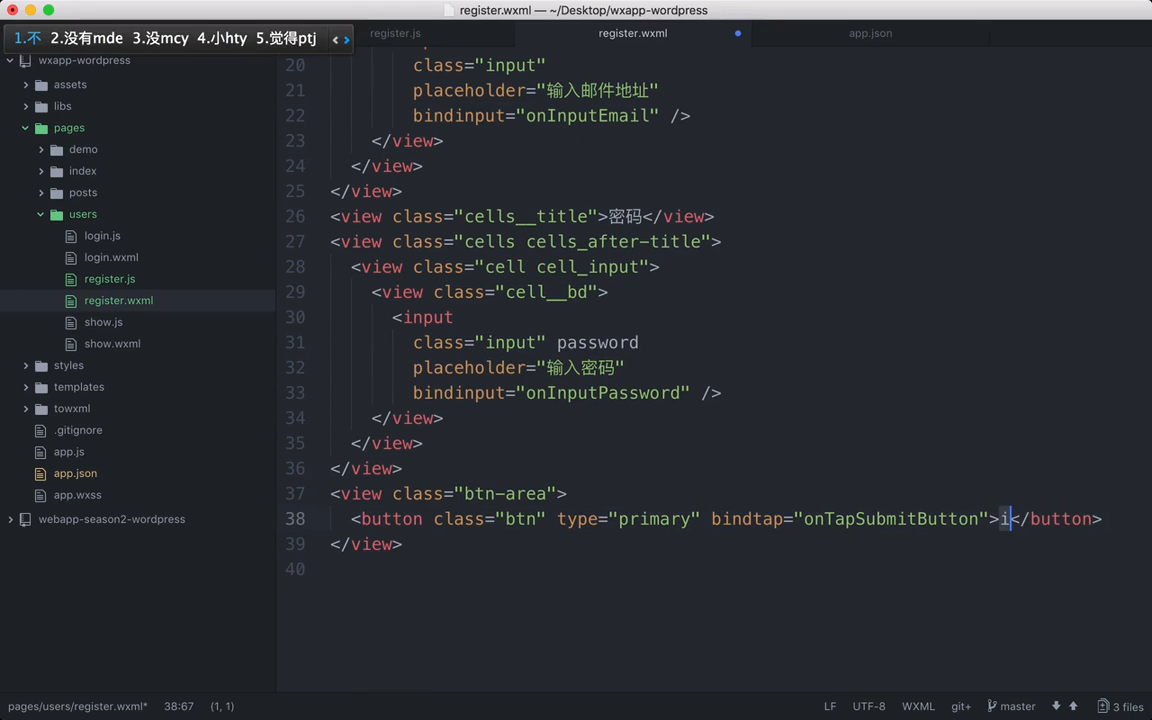 register.wxml — ~/Desktop/wxapp-wordpress
1.不 2.没有mde 3.没mcy 4.小hty 5.觉得ptj
register.js
register.wxml
app.json
wxapp-wordpress
assets
libs
pages
demo
index
posts
users
login.js
login.wxml
register.js
register.wxml
show.js
show.wxml
styles
templates
towxml
.gitignore
app.js
app.json
app.wxss
webapp-season2-wordpress
20 class="input"
21 placeholder="输入邮件地址"
22 bindinput="onInputEmail" />
23 </view>
24 </view>
25 </view>
26 <view class="cells__title">密码</view>
27 <view class="cells cells_after-title">
28 <view class="cell cell_input">
29 <view class="cell__bd">
30 <input
31 class="input" password
32 placeholder="输入密码"
33 bindinput="onInputPassword" />
34 </view>
35 </view>
36 </view>
37 <view class="btn-area">
38 <button class="btn" type="primary" bindtap="onTapSubmitButton">i</button>
39 </view>
40
pages/users/register.wxml* 38:67 (1, 1)
LF UTF-8 WXML git+ master 3 files